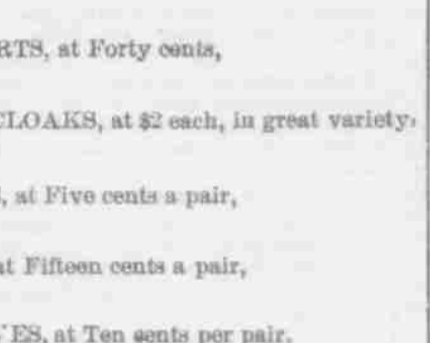 RTS, at Forty cents,
CLOAKS, at $2 each, in great variety.
, at Five cents a pair,
at Fifteen cents a pair,
VES, at Ten cents per pair.